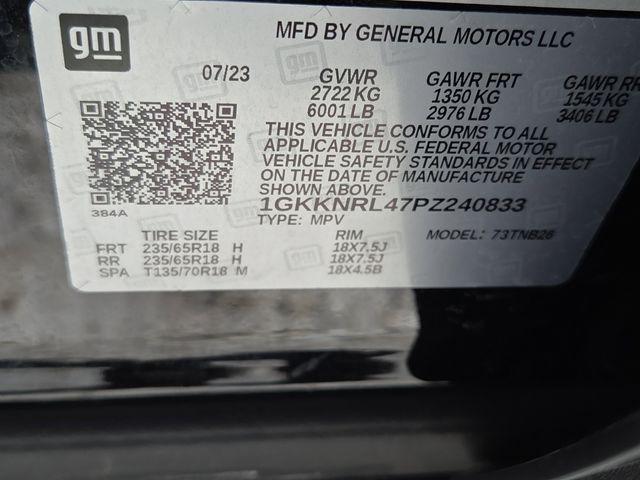 gm
MFD BY GENERAL MOTORS LLC
07/23 GVWR GAWR FRT GAWR RR
2722 KG 1350 KG 1545 KG
6001 LB 2976 LB 3406 LB
THIS VEHICLE CONFORMS TO ALL
APPLICABLE U.S. FEDERAL MOTOR
VEHICLE SAFETY STANDARDS IN EFFECT
ON THE DATE OF MANUFACTURE
SHOWN ABOVE.
384A 1GKKNRL47PZ240833
TYPE: MPV MODEL: 73TNB26
TIRE SIZE RIM
FRT 235/65R18 H 18X7.5J
RR 235/65R18 H 18X7.5J
SPA T135/70R18 M 18X4.5B